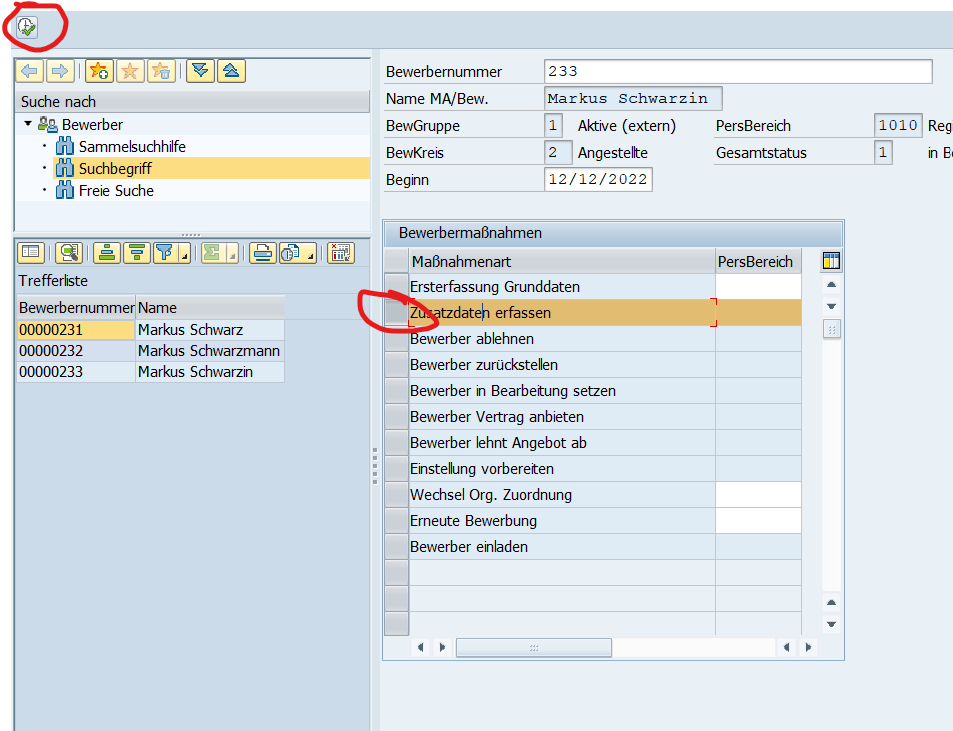 Suche nach
Bewerber
Sammelsuchhilfe
Suchbegriff
Freie Suche
Trefferliste
Bewerbernummer Name
00000231 Markus Schwarz
00000232 Markus Schwarzmann
00000233 Markus Schwarzin
Bewerbernummer 233
Name MA/Bew. Markus Schwarzin
BewGruppe 1 Aktive (extern) PersBereich 1010 Regi
BewKreis 2 Angestellte Gesamtstatus 1 in B
Beginn 12/12/2022
Bewerbermaßnahmen
Maßnahmenart PersBereich
Ersterfassung Grunddaten
Zusatzdaten erfassen
Bewerber ablehnen
Bewerber zurückstellen
Bewerber in Bearbeitung setzen
Bewerber Vertrag anbieten
Bewerber lehnt Angebot ab
Einstellung vorbereiten
Wechsel Org. Zuordnung
Erneute Bewerbung
Bewerber einladen